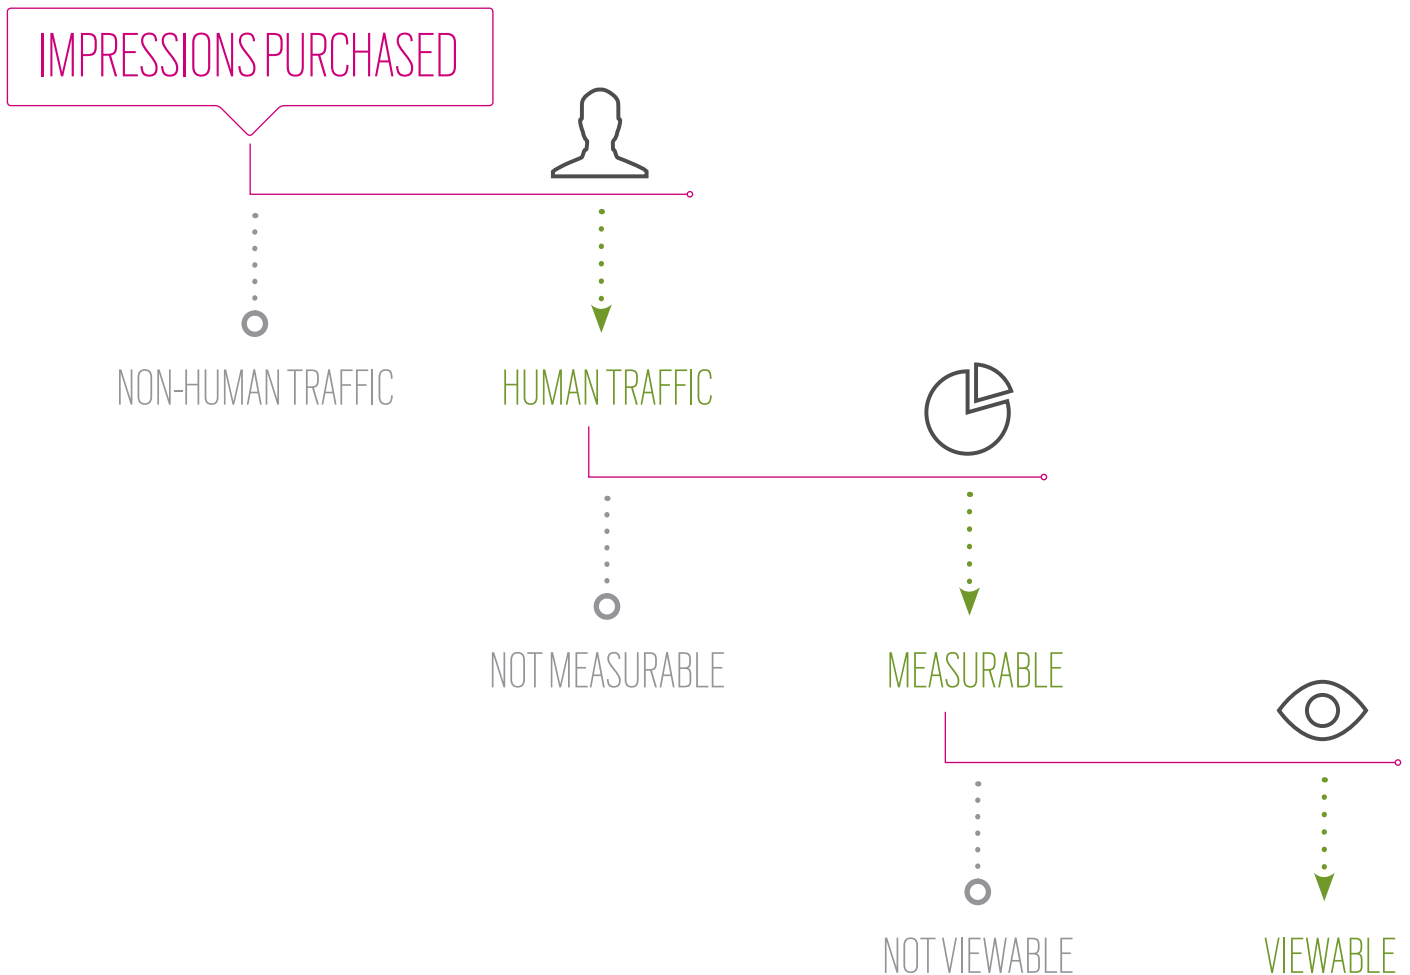 IMPRESSIONS PURCHASED
NON-HUMAN TRAFFIC
HUMAN TRAFFIC
NOT MEASURABLE
MEASURABLE
NOT VIEWABLE
VIEWABLE